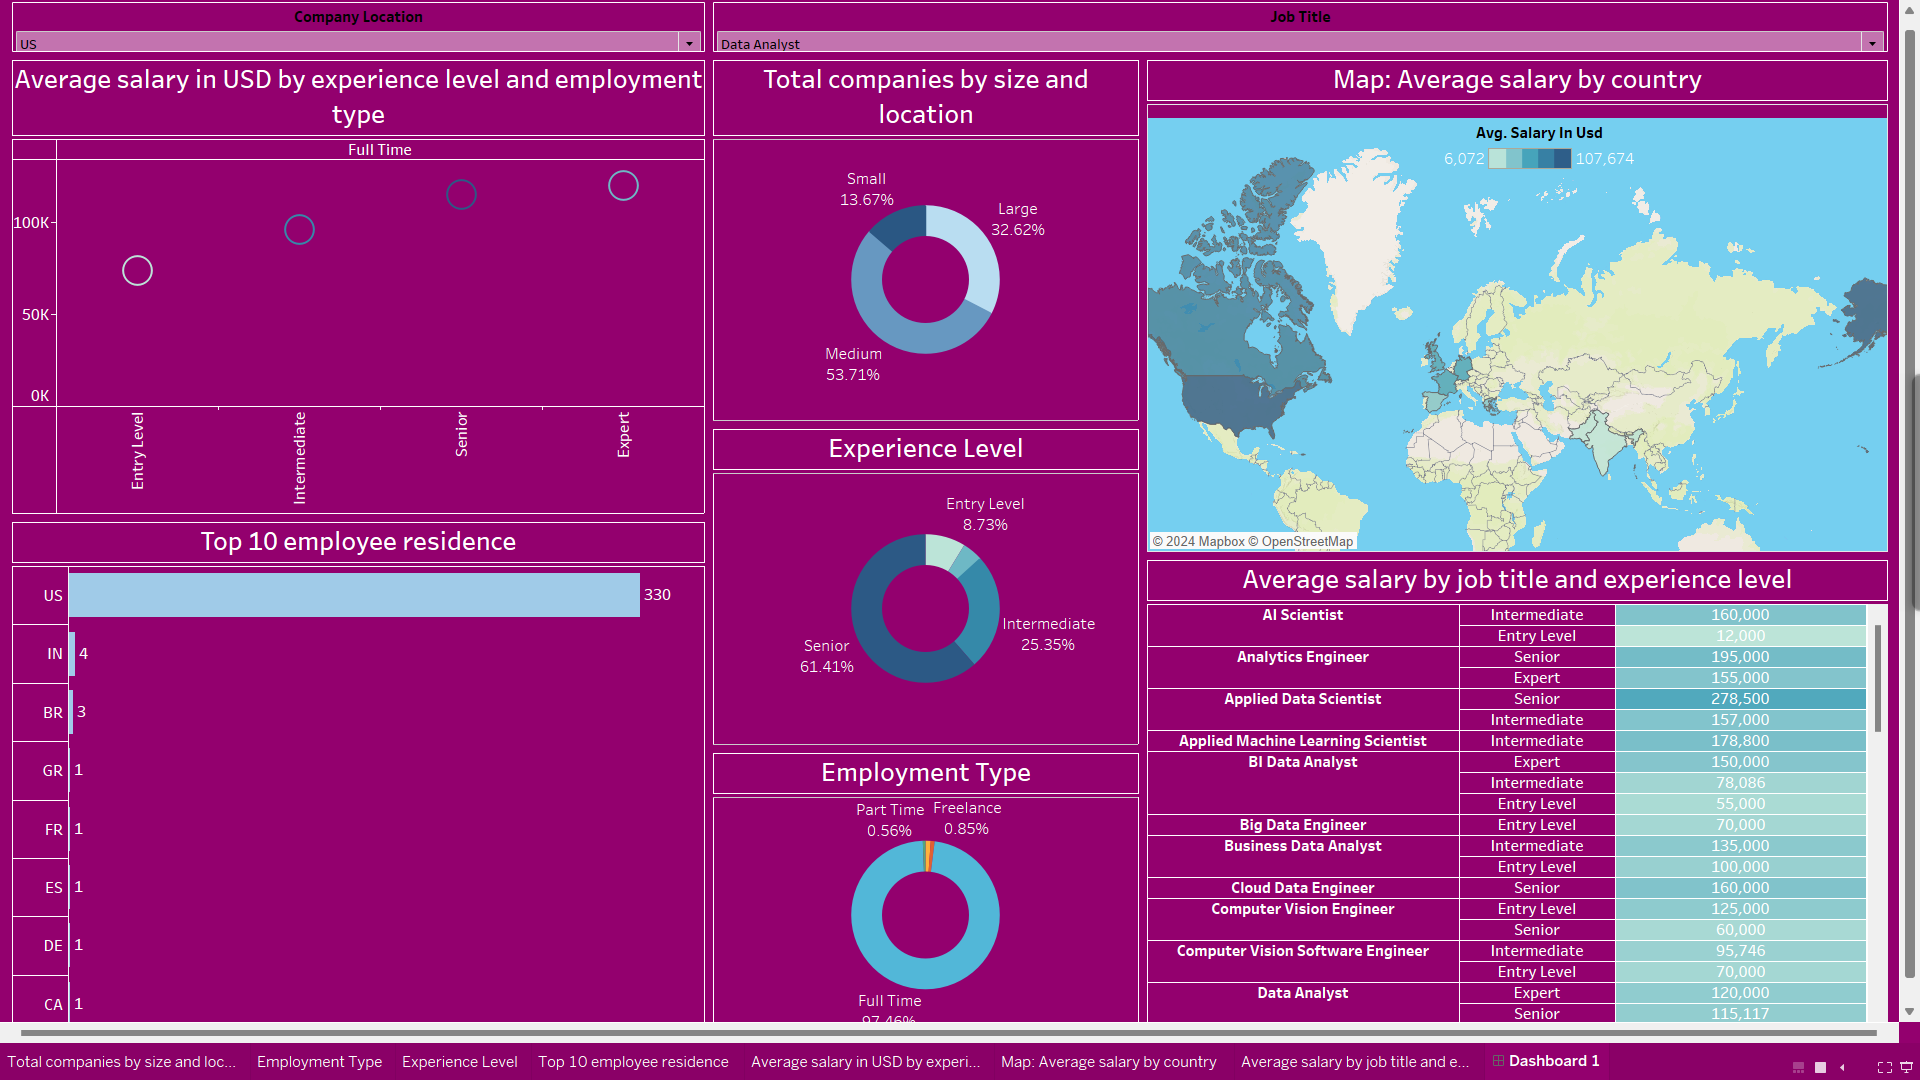 Company Location
US
Job Title
Data Analyst
Average salary in USD by experience level and employment
type
Full Time
100K
50K
0K
Entry Level
Intermediate
Senior
Expert
Top 10 employee residence
US
330
IN
4
BR
3
GR
1
FR
1
ES
1
DE
1
CA
1
Total companies by size and
location
Small
13.67%
Large
32.62%
Medium
53.71%
Experience Level
Entry Level
8.73%
Intermediate
25.35%
Senior
61.41%
Employment Type
Part Time
0.56%
Freelance
0.85%
Full Time
97.46%
Map: Average salary by country
Avg. Salary In Usd
6,072
107,674
© 2024 Mapbox © OpenStreetMap
Average salary by job title and experience level
AI Scientist Intermediate 160,000
Entry Level 12,000
Analytics Engineer Senior 195,000
Expert 155,000
Applied Data Scientist Senior 278,500
Intermediate 157,000
Applied Machine Learning Scientist Intermediate 178,800
BI Data Analyst Expert 150,000
Intermediate 78,086
Entry Level 55,000
Big Data Engineer Entry Level 70,000
Business Data Analyst Intermediate 135,000
Entry Level 100,000
Cloud Data Engineer Senior 160,000
Computer Vision Engineer Entry Level 125,000
Senior 60,000
Computer Vision Software Engineer Intermediate 95,746
Entry Level 70,000
Data Analyst Expert 120,000
Senior 115,117
Total companies by size and loc... Employment Type Experience Level Top 10 employee residence Average salary in USD by experi... Map: Average salary by country Average salary by job title and e... Dashboard 1